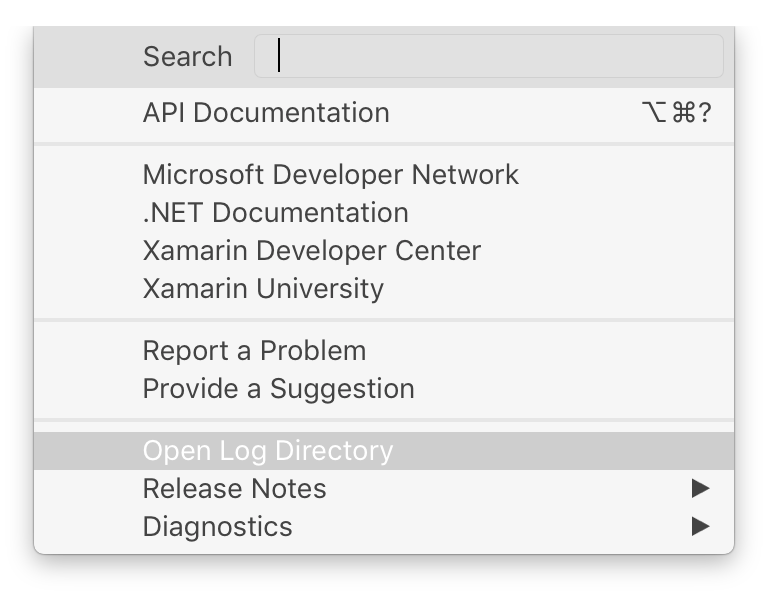 Search
API Documentation ⌥⌘?
Microsoft Developer Network
.NET Documentation
Xamarin Developer Center
Xamarin University
Report a Problem
Provide a Suggestion
Open Log Directory
Release Notes
Diagnostics